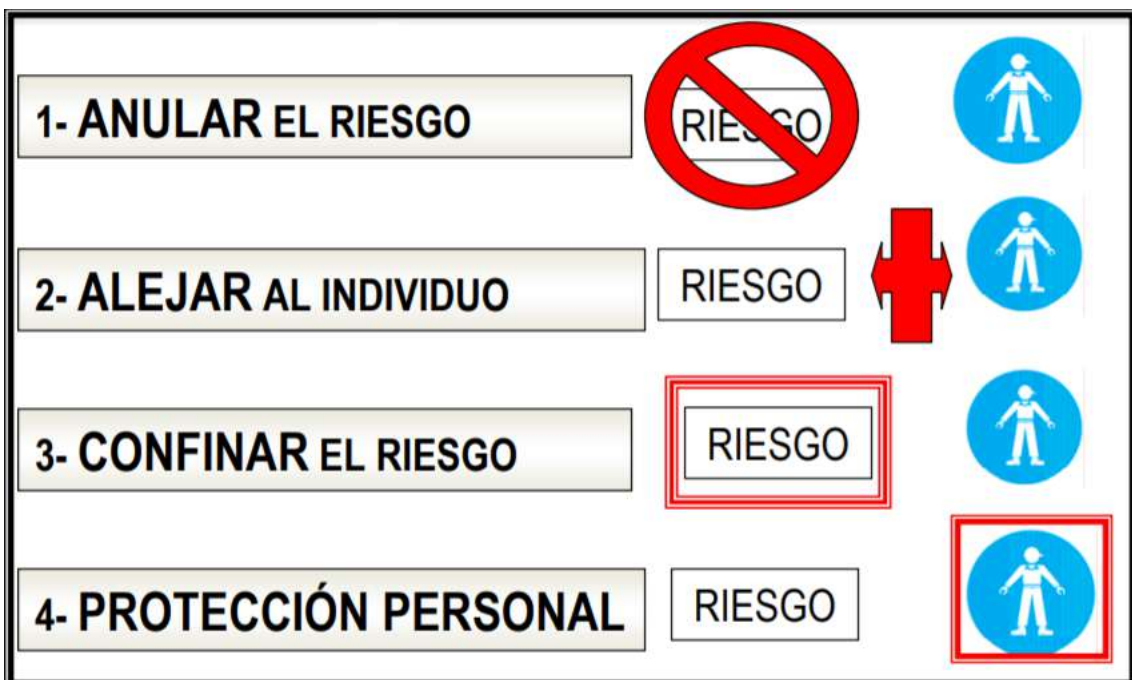 1- ANULAR EL RIESGO
RIESGO
2- ALEJAR AL INDIVIDUO
RIESGO
3- CONFINAR EL RIESGO
RIESGO
4- PROTECCIÓN PERSONAL
RIESGO